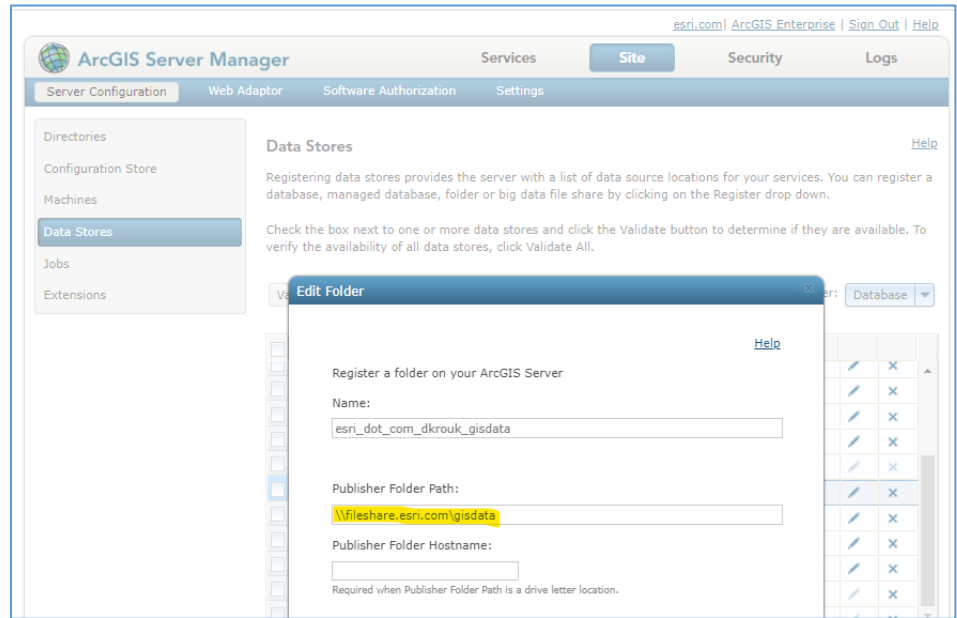 esri.com| ArcGIS Enterprise | Sign Out | Help
ArcGIS Server Manager
Services Site Security Logs
Server Configuration Web Adaptor Software Authorization Settings
Directories
Configuration Store
Machines
Data Stores
Jobs
Extensions
Data Stores Help
Registering data stores provides the server with a list of data source locations for your services. You can register a
database, managed database, folder or big data file share by clicking on the Register drop down.
Check the box next to one or more data stores and click the Validate button to determine if they are available. To
verify the availability of all data stores, click Validate All.
Database
Edit Folder
Help
Register a folder on your ArcGIS Server
Name:
esri_dot_com_dkrouk_gisdata
Publisher Folder Path:
\\fileshare.esri.com\gisdata
Publisher Folder Hostname:
Required when Publisher Folder Path is a drive letter location.